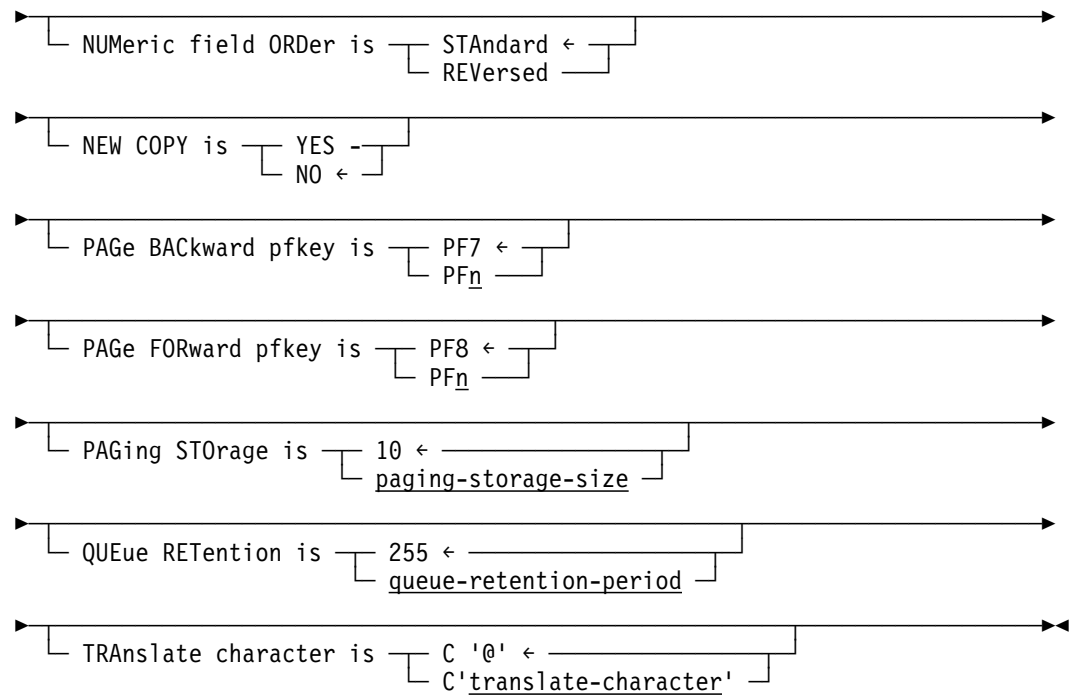 NUMeric field ORDer is STAndard ←
REVersed
NEW COPY is YES -
NO ←
PAGe BACkward pfkey is PF7 ←
PFn
PAGe FORward pfkey is PF8 ←
PFn
PAGing STOrage is 10 ←
paging-storage-size
QUEue RETention is 255 ←
queue-retention-period
TRAnslate character is C '@' ←
C'translate-character'